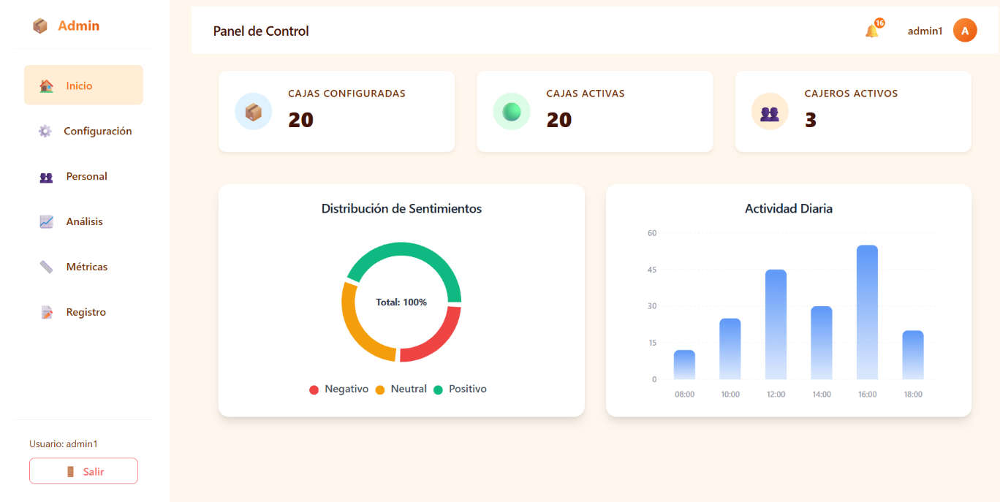 Admin
Inicio
Configuración
Personal
Análisis
Métricas
Registro
Usuario: admin1
Salir
Panel de Control
16
admin1
A
CAJAS CONFIGURADAS
20
CAJAS ACTIVAS
20
CAJEROS ACTIVOS
3
Distribución de Sentimientos
Total: 100%
Negativo Neutral Positivo
Actividad Diaria
60
45
30
15
0
08:00 10:00 12:00 14:00 16:00 18:00